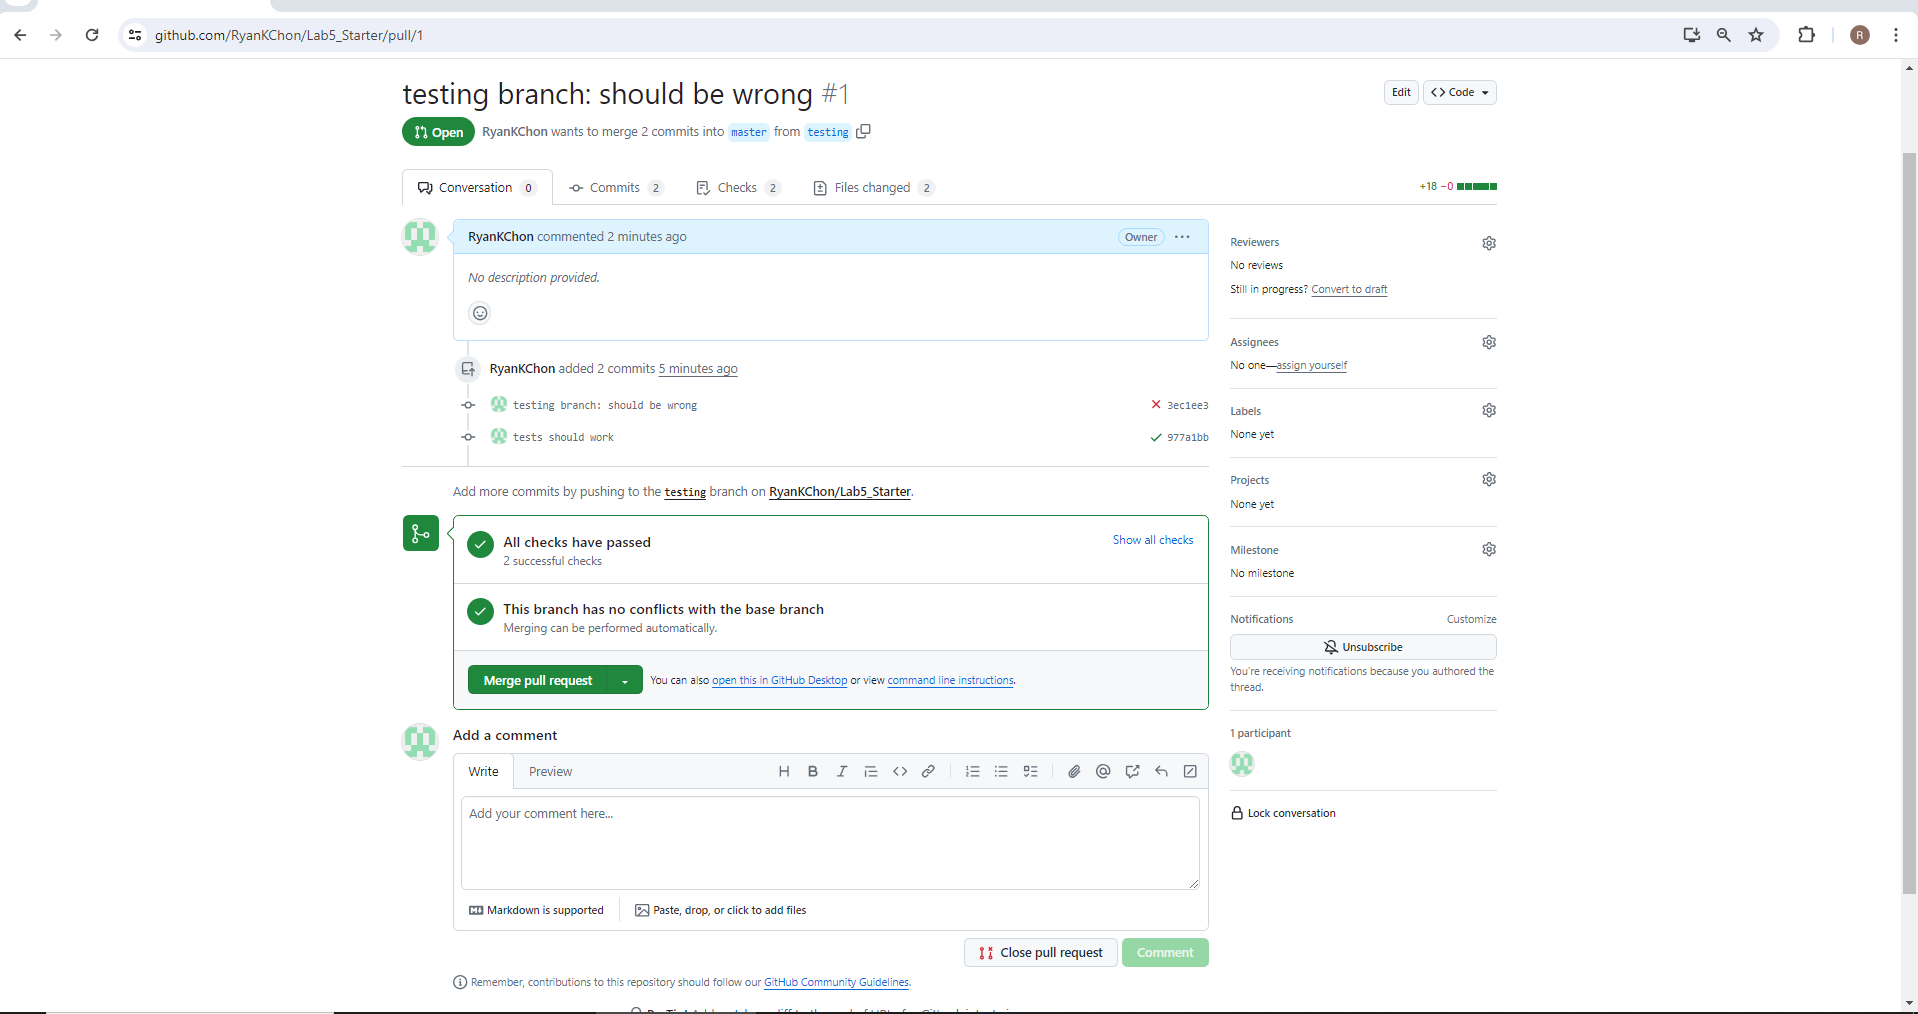 github.com/RyanKChon/Lab5_Starter/pull/1
R
testing branch: should be wrong #1
Edit
Code
Open
RyanKChon wants to merge 2 commits into master from testing
Conversation 0
Commits 2
Checks 2
Files changed 2
+18 −0
RyanKChon commented 2 minutes ago
Owner
No description provided.
RyanKChon added 2 commits 5 minutes ago
testing branch: should be wrong
3ec1ee3
tests should work
977a1bb
Add more commits by pushing to the testing branch on RyanKChon/Lab5_Starter.
All checks have passed
2 successful checks
Show all checks
This branch has no conflicts with the base branch
Merging can be performed automatically.
Merge pull request
You can also open this in GitHub Desktop or view command line instructions.
Add a comment
Write
Preview
Add your comment here...
Markdown is supported
Paste, drop, or click to add files
Close pull request
Comment
Remember, contributions to this repository should follow our GitHub Community Guidelines.
Reviewers
No reviews
Still in progress? Convert to draft
Assignees
No one—assign yourself
Labels
None yet
Projects
None yet
Milestone
No milestone
Notifications
Customize
Unsubscribe
You're receiving notifications because you authored the
thread.
1 participant
Lock conversation